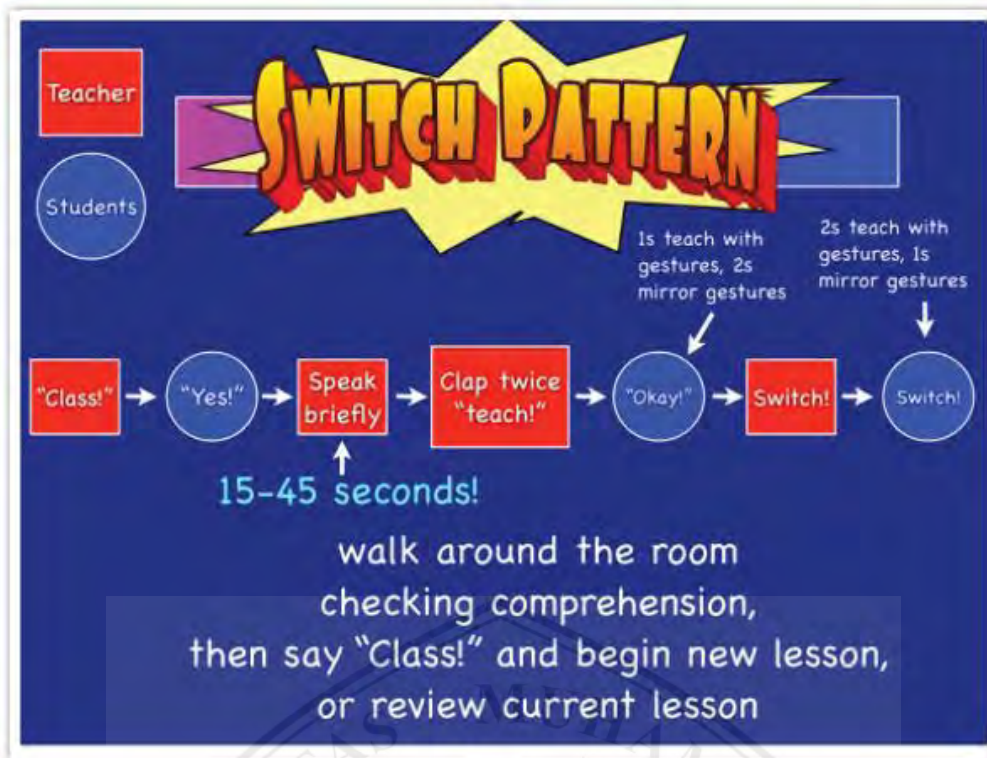 Teacher
SWITCH PATTERN
Students
1s teach with
gestures, 2s
mirror gestures
2s teach with
gestures, 1s
mirror gestures
"Class!"
"Yes!"
Speak
briefly
Clap twice
"teach!"
"Okay!"
Switch!
Switch!
15-45 seconds!
walk around the room
checking comprehension,
then say "Class!" and begin new lesson,
or review current lesson